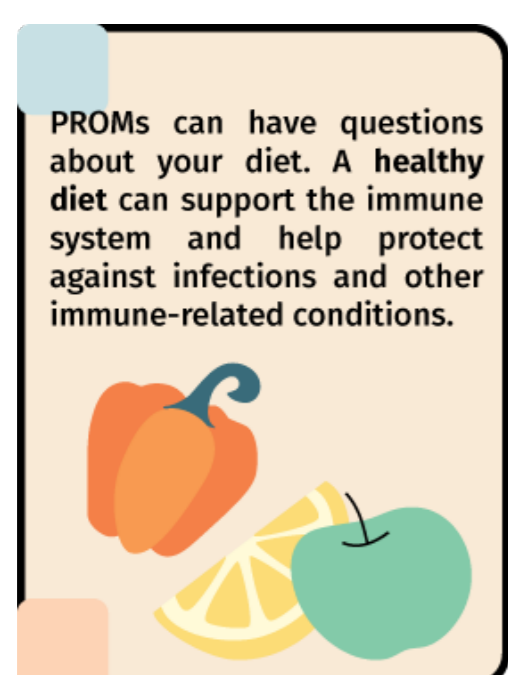 PROMs can have questions
about your diet. A healthy
diet can support the immune
system and help protect
against infections and other
immune-related conditions.